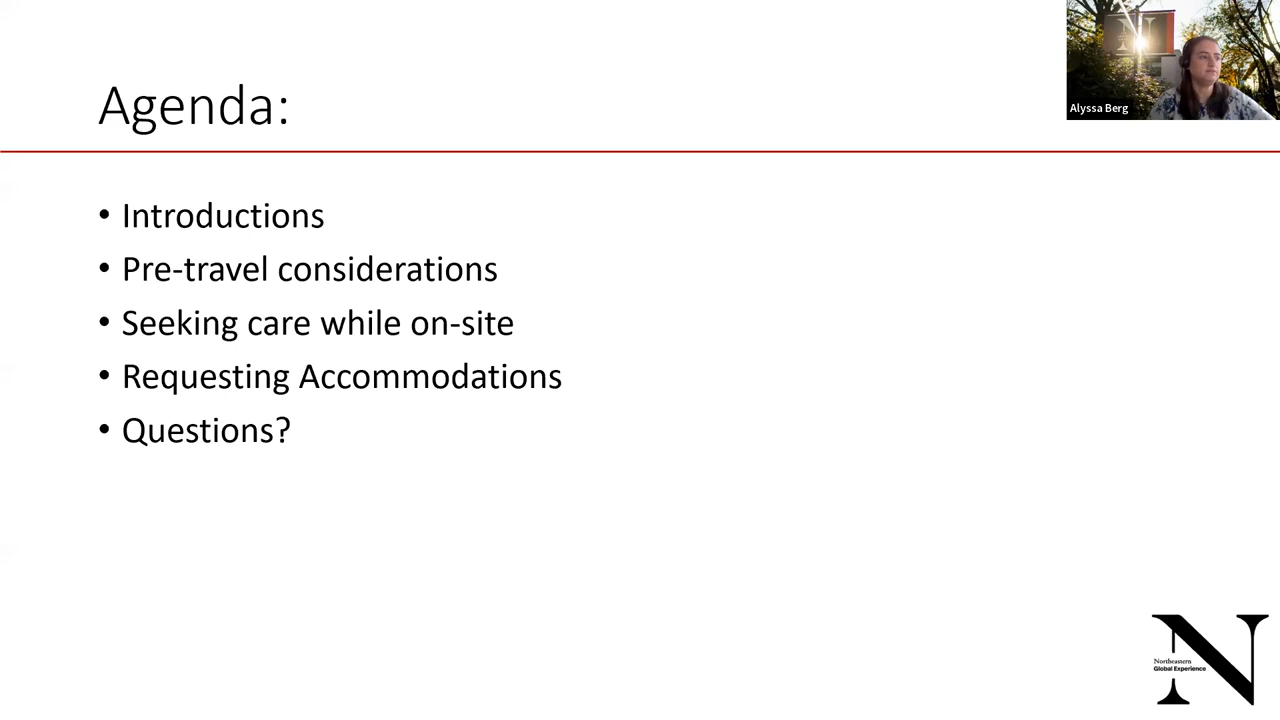 Agenda:
Alyssa Berg
• Introductions
• Pre-travel considerations
• Seeking care while on-site
• Requesting Accommodations
• Questions?
N
Northeastern
Global Experience